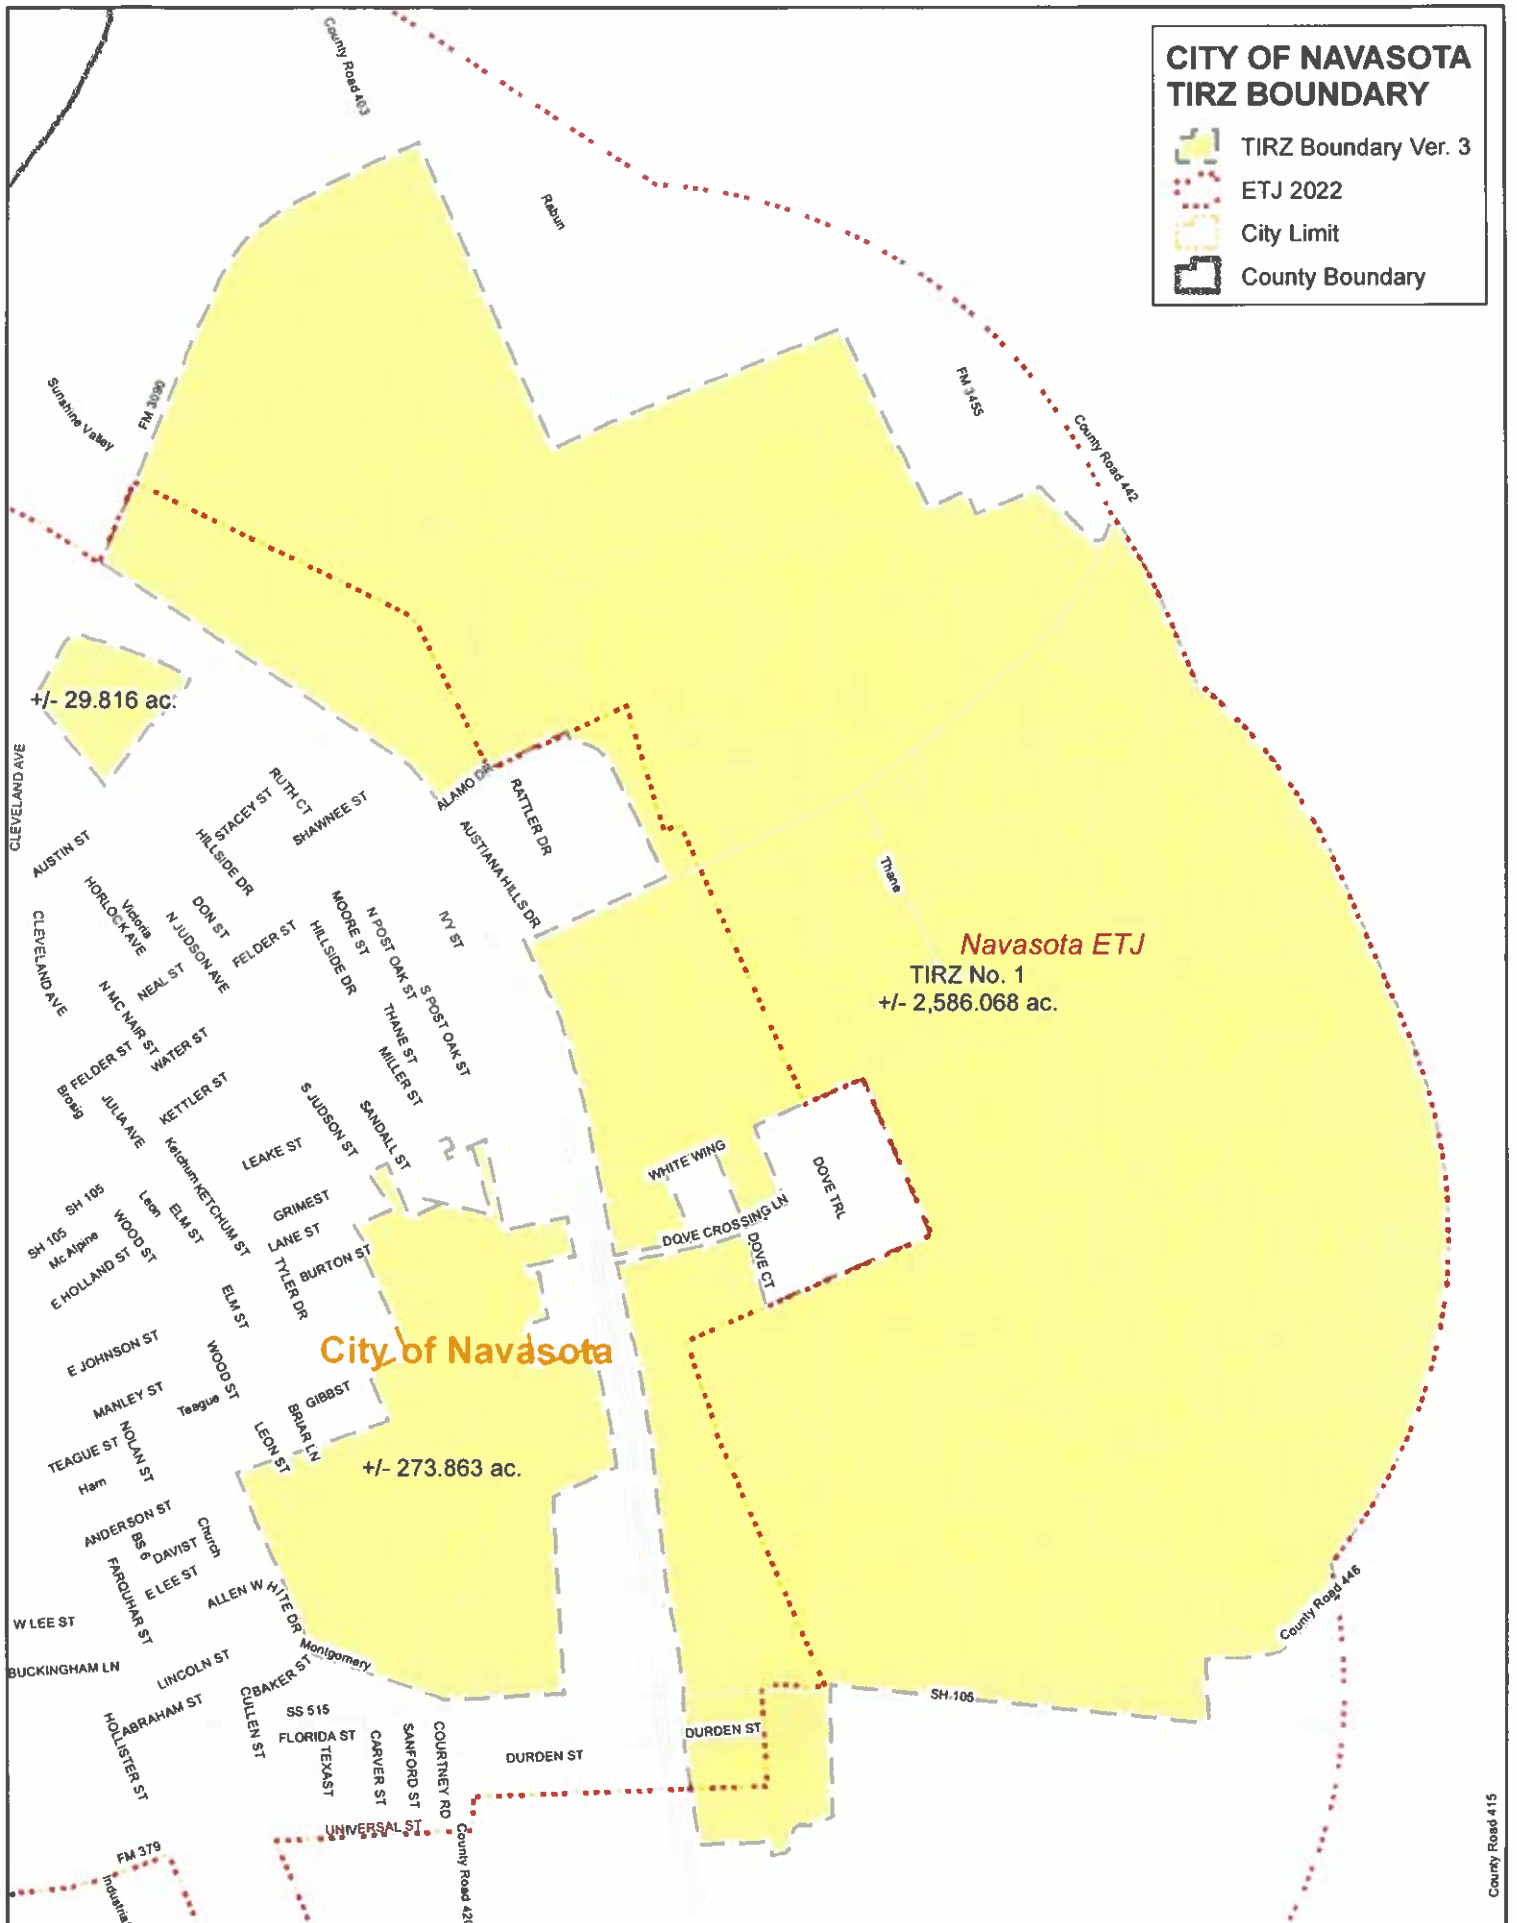 CITY OF NAVASOTA
TIRZ BOUNDARY
TIRZ Boundary Ver. 3
ETJ 2022
City Limit
County Boundary
County Road 403
Rabun
FM 3455
County Road 442
Sunshine Valley
FM 3090
+/- 29.816 ac.
CLEVELAND AVE
RUTH CT
STACEY ST
SHAWNEE ST
HILLSIDE DR
AUSTIN ST
ALAMO DR
RATTLER DR
AUSTIANA HILLS DR
Thane
HORLOCK AVE
Victoria
DON ST
N JUDSON AVE
FELDER ST
MOORE ST
HILLSIDE DR
N POST OAK ST
IVY ST
CLEVELAND AVE
NEAL ST
N MC NAIR ST
S POST OAK ST
Navasota ETJ
TIRZ No. 1
+/- 2,586.068 ac.
THANE ST
MILLER ST
WATER ST
FELDER ST
Brosig
JULIA AVE
KETTLER ST
S JUDSON ST
SANDALL ST
Ketchum
KETCHUM ST
LEAKE ST
WHITE WING
DOVE TRL
DOVE CROSSING LN
DOVE CT
SH 105
SH 105
Mc Alpine
Leon
WOOD ST
ELM ST
GRIMEST
LANE ST
E HOLLAND ST
TYLER DR
BURTON ST
ELM ST
City of Navasota
E JOHNSON ST
WOOD ST
MANLEY ST
Teague
GIBBST
BRIAR LN
LEON ST
NOLAN ST
TEAGUE ST
Ham
+/- 273.863 ac.
ANDERSON ST
BS 6
DAVIST
Church
FARQUHAR ST
E LEE ST
ALLEN WHITE DR
W LEE ST
Montgomery
County Road 446
BUCKINGHAM LN
LINCOLN ST
BAKER ST
CULLEN ST
ABRAHAM ST
HOLLISTER ST
SS 515
FLORIDA ST
TEXAST
CARVER ST
SANFORD ST
COURTNEY RD
DURDEN ST
DURDEN ST
SH 105
UNIVERSAL ST
County Road 420
FM 379
Industrial
County Road 415